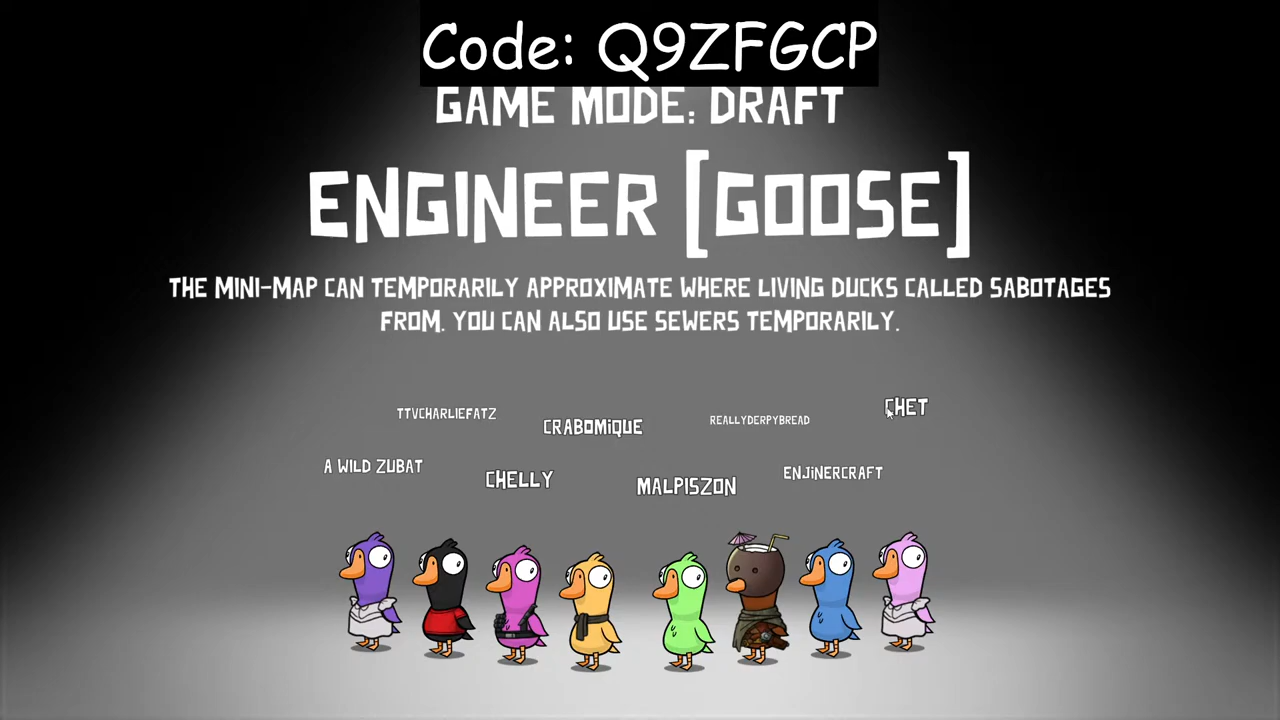 Code: Q9ZFGCP
GAME MODE: DRAFT
ENGINEER [GOOSE]
THE MINI-MAP CAN TEMPORARILY APPROXIMATE WHERE LIVING DUCKS CALLED SABOTAGES
FROM. YOU CAN ALSO USE SEWERS TEMPORARILY.
TTVCHARLIEFATZ
CRABOMiQUE
REALLYDERPYBREAD
CHET
A WILD ZUBAT
CHELLY
MALPISZON
ENJiNERCRAFT